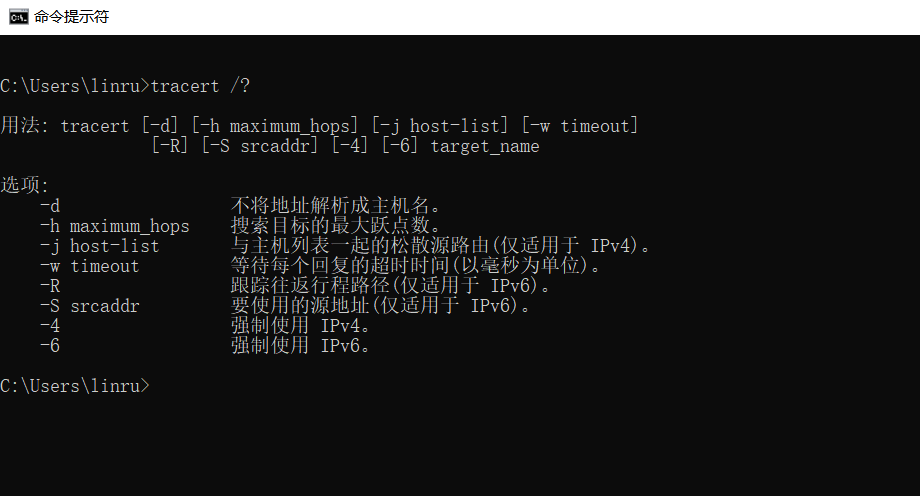 命令提示符
C:\Users\linru>tracert /?
用法: tracert [-d] [-h maximum_hops] [-j host-list] [-w timeout]
               [-R] [-S srcaddr] [-4] [-6] target_name
选项:
    -d                 不将地址解析成主机名。
    -h maximum_hops    搜索目标的最大跃点数。
    -j host-list       与主机列表一起的松散源路由(仅适用于 IPv4)。
    -w timeout         等待每个回复的超时时间(以毫秒为单位)。
    -R                 跟踪往返行程路径(仅适用于 IPv6)。
    -S srcaddr         要使用的源地址(仅适用于 IPv6)。
    -4                 强制使用 IPv4。
    -6                 强制使用 IPv6。
C:\Users\linru>